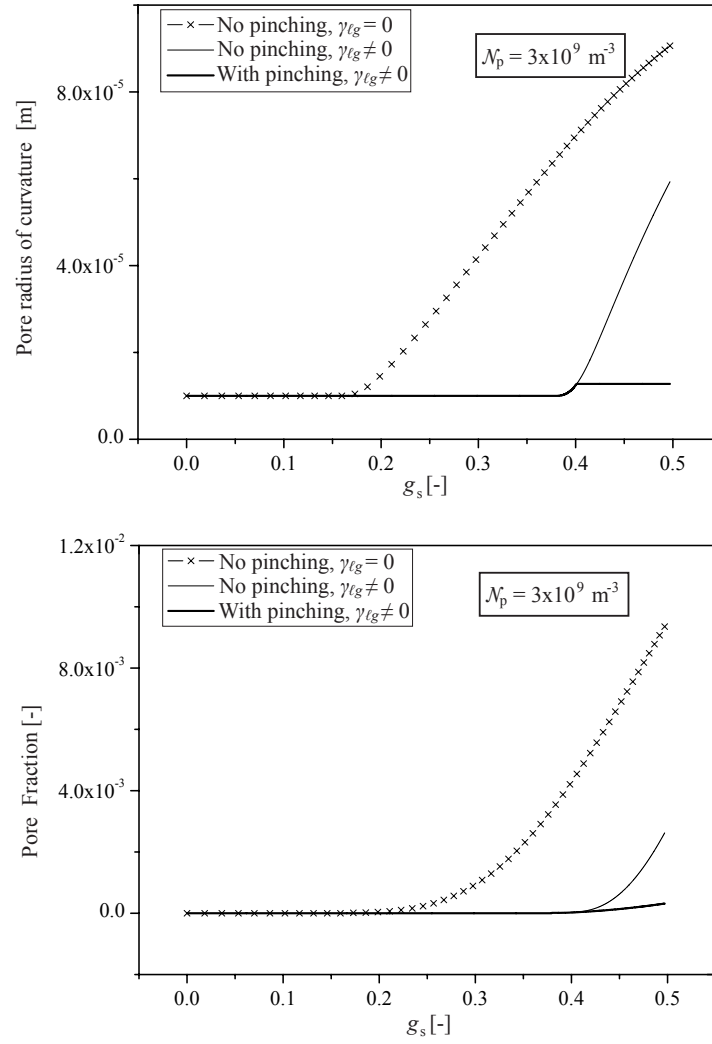 No pinching, γℓg = 0
No pinching, γℓg ≠ 0
With pinching, γℓg ≠ 0
𝒩p = 3x10⁹ m⁻³
8.0x10⁻⁵
4.0x10⁻⁵
0.0
Pore radius of curvature [m]
0.0 0.1 0.2 0.3 0.4 0.5
gs [-]
1.2x10⁻²
No pinching, γℓg = 0
No pinching, γℓg ≠ 0
With pinching, γℓg ≠ 0
𝒩p = 3x10⁹ m⁻³
8.0x10⁻³
4.0x10⁻³
0.0
Pore Fraction [-]
0.0 0.1 0.2 0.3 0.4 0.5
gs [-]